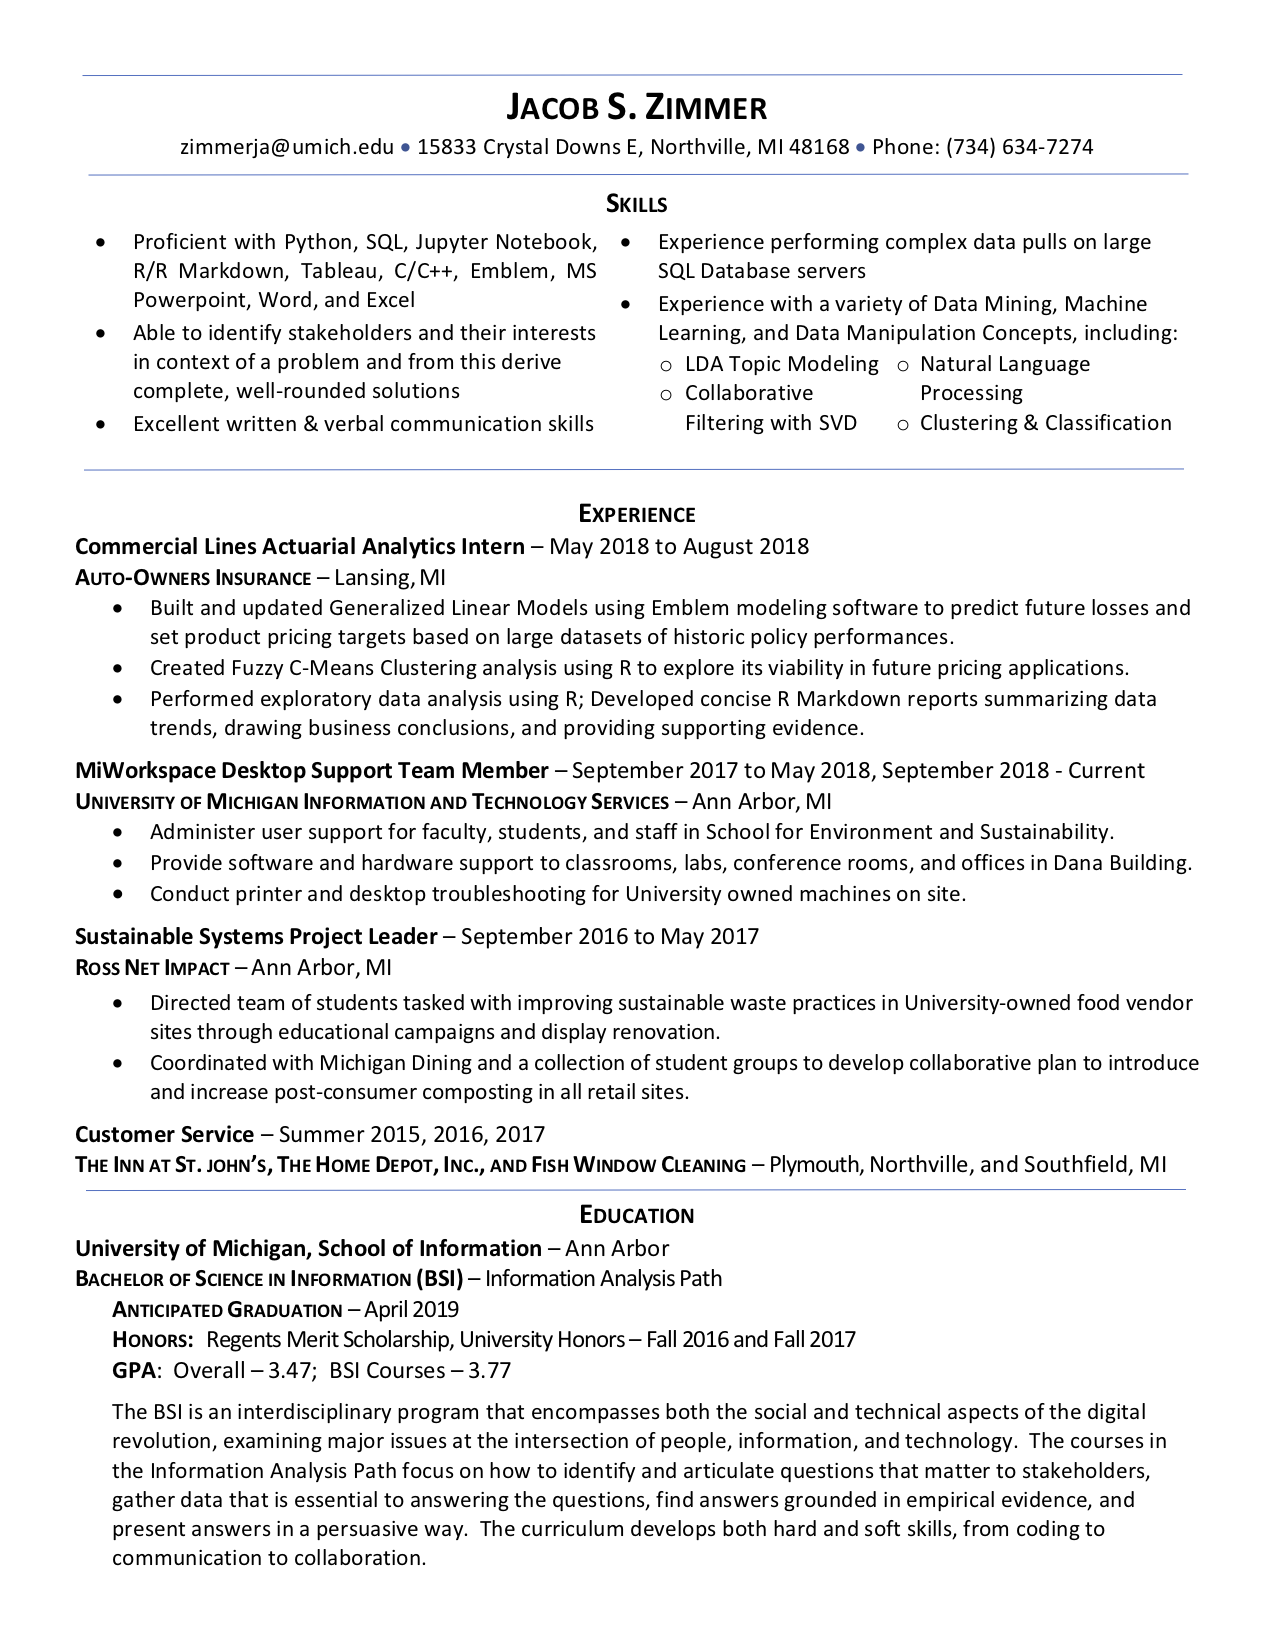 JACOB S. ZIMMER
zimmerja@umich.edu • 15833 Crystal Downs E, Northville, MI 48168 • Phone: (734) 634-7274
SKILLS
• Proficient with Python, SQL, Jupyter Notebook,
R/R Markdown, Tableau, C/C++, Emblem, MS
Powerpoint, Word, and Excel
• Able to identify stakeholders and their interests
in context of a problem and from this derive
complete, well-rounded solutions
• Excellent written & verbal communication skills
• Experience performing complex data pulls on large
SQL Database servers
• Experience with a variety of Data Mining, Machine
Learning, and Data Manipulation Concepts, including:
○ LDA Topic Modeling
○ Collaborative
Filtering with SVD
○ Natural Language
Processing
○ Clustering & Classification
EXPERIENCE
Commercial Lines Actuarial Analytics Intern – May 2018 to August 2018
AUTO-OWNERS INSURANCE – Lansing, MI
• Built and updated Generalized Linear Models using Emblem modeling software to predict future losses and
set product pricing targets based on large datasets of historic policy performances.
• Created Fuzzy C-Means Clustering analysis using R to explore its viability in future pricing applications.
• Performed exploratory data analysis using R; Developed concise R Markdown reports summarizing data
trends, drawing business conclusions, and providing supporting evidence.
MiWorkspace Desktop Support Team Member – September 2017 to May 2018, September 2018 - Current
UNIVERSITY OF MICHIGAN INFORMATION AND TECHNOLOGY SERVICES – Ann Arbor, MI
• Administer user support for faculty, students, and staff in School for Environment and Sustainability.
• Provide software and hardware support to classrooms, labs, conference rooms, and offices in Dana Building.
• Conduct printer and desktop troubleshooting for University owned machines on site.
Sustainable Systems Project Leader – September 2016 to May 2017
ROSS NET IMPACT – Ann Arbor, MI
• Directed team of students tasked with improving sustainable waste practices in University-owned food vendor
sites through educational campaigns and display renovation.
• Coordinated with Michigan Dining and a collection of student groups to develop collaborative plan to introduce
and increase post-consumer composting in all retail sites.
Customer Service – Summer 2015, 2016, 2017
THE INN AT ST. JOHN'S, THE HOME DEPOT, INC., AND FISH WINDOW CLEANING – Plymouth, Northville, and Southfield, MI
EDUCATION
University of Michigan, School of Information – Ann Arbor
BACHELOR OF SCIENCE IN INFORMATION (BSI) – Information Analysis Path
ANTICIPATED GRADUATION – April 2019
HONORS: Regents Merit Scholarship, University Honors – Fall 2016 and Fall 2017
GPA: Overall – 3.47; BSI Courses – 3.77
The BSI is an interdisciplinary program that encompasses both the social and technical aspects of the digital
revolution, examining major issues at the intersection of people, information, and technology. The courses in
the Information Analysis Path focus on how to identify and articulate questions that matter to stakeholders,
gather data that is essential to answering the questions, find answers grounded in empirical evidence, and
present answers in a persuasive way. The curriculum develops both hard and soft skills, from coding to
communication to collaboration.